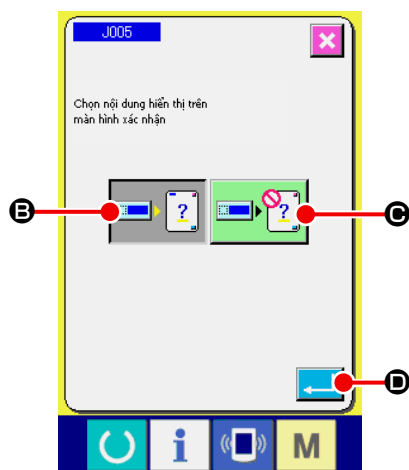 J005
Chọn nội dung hiển thị trên
màn hình xác nhận
B
?
?
C
D
i
M